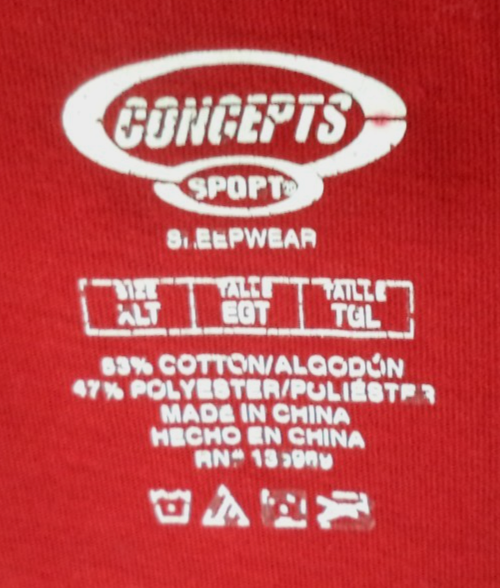 CONCEPTS
SPORT®
SLEEPWEAR
SIZE TALLE TAILLE
XLT EGT TGL
53% COTTON/ALGODÓN
47% POLYESTER/POLIÉSTER
MADE IN CHINA
HECHO EN CHINA
RN#